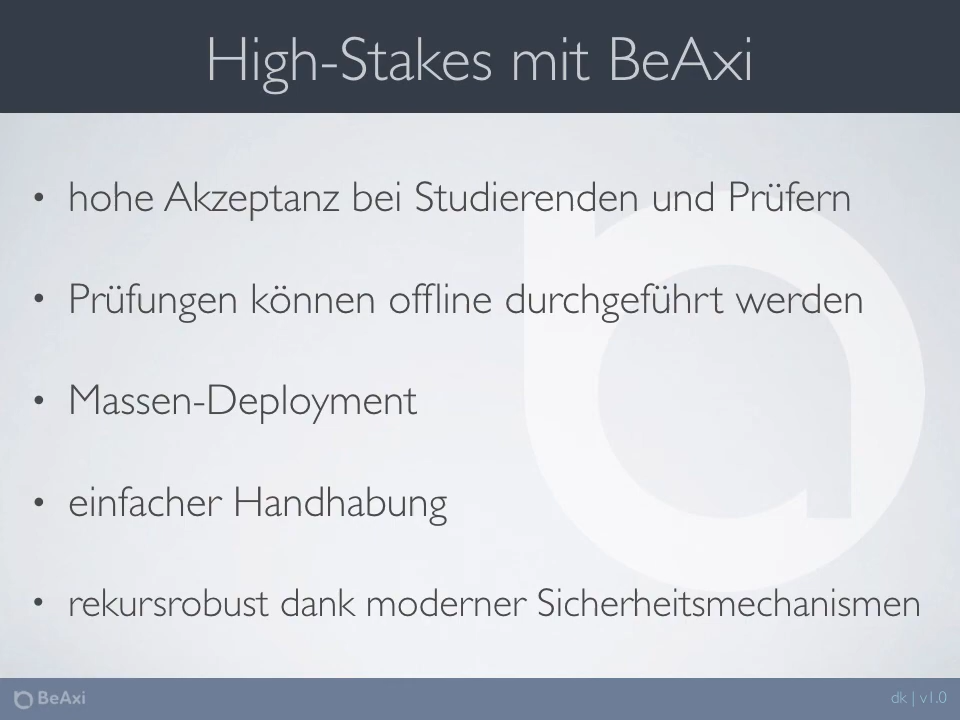 High-Stakes mit BeAxi
• hohe Akzeptanz bei Studierenden und Prüfern
• Prüfungen können offline durchgeführt werden
• Massen-Deployment
• einfacher Handhabung
• rekursrobust dank moderner Sicherheitsmechanismen
BeAxi
dk | v1.0